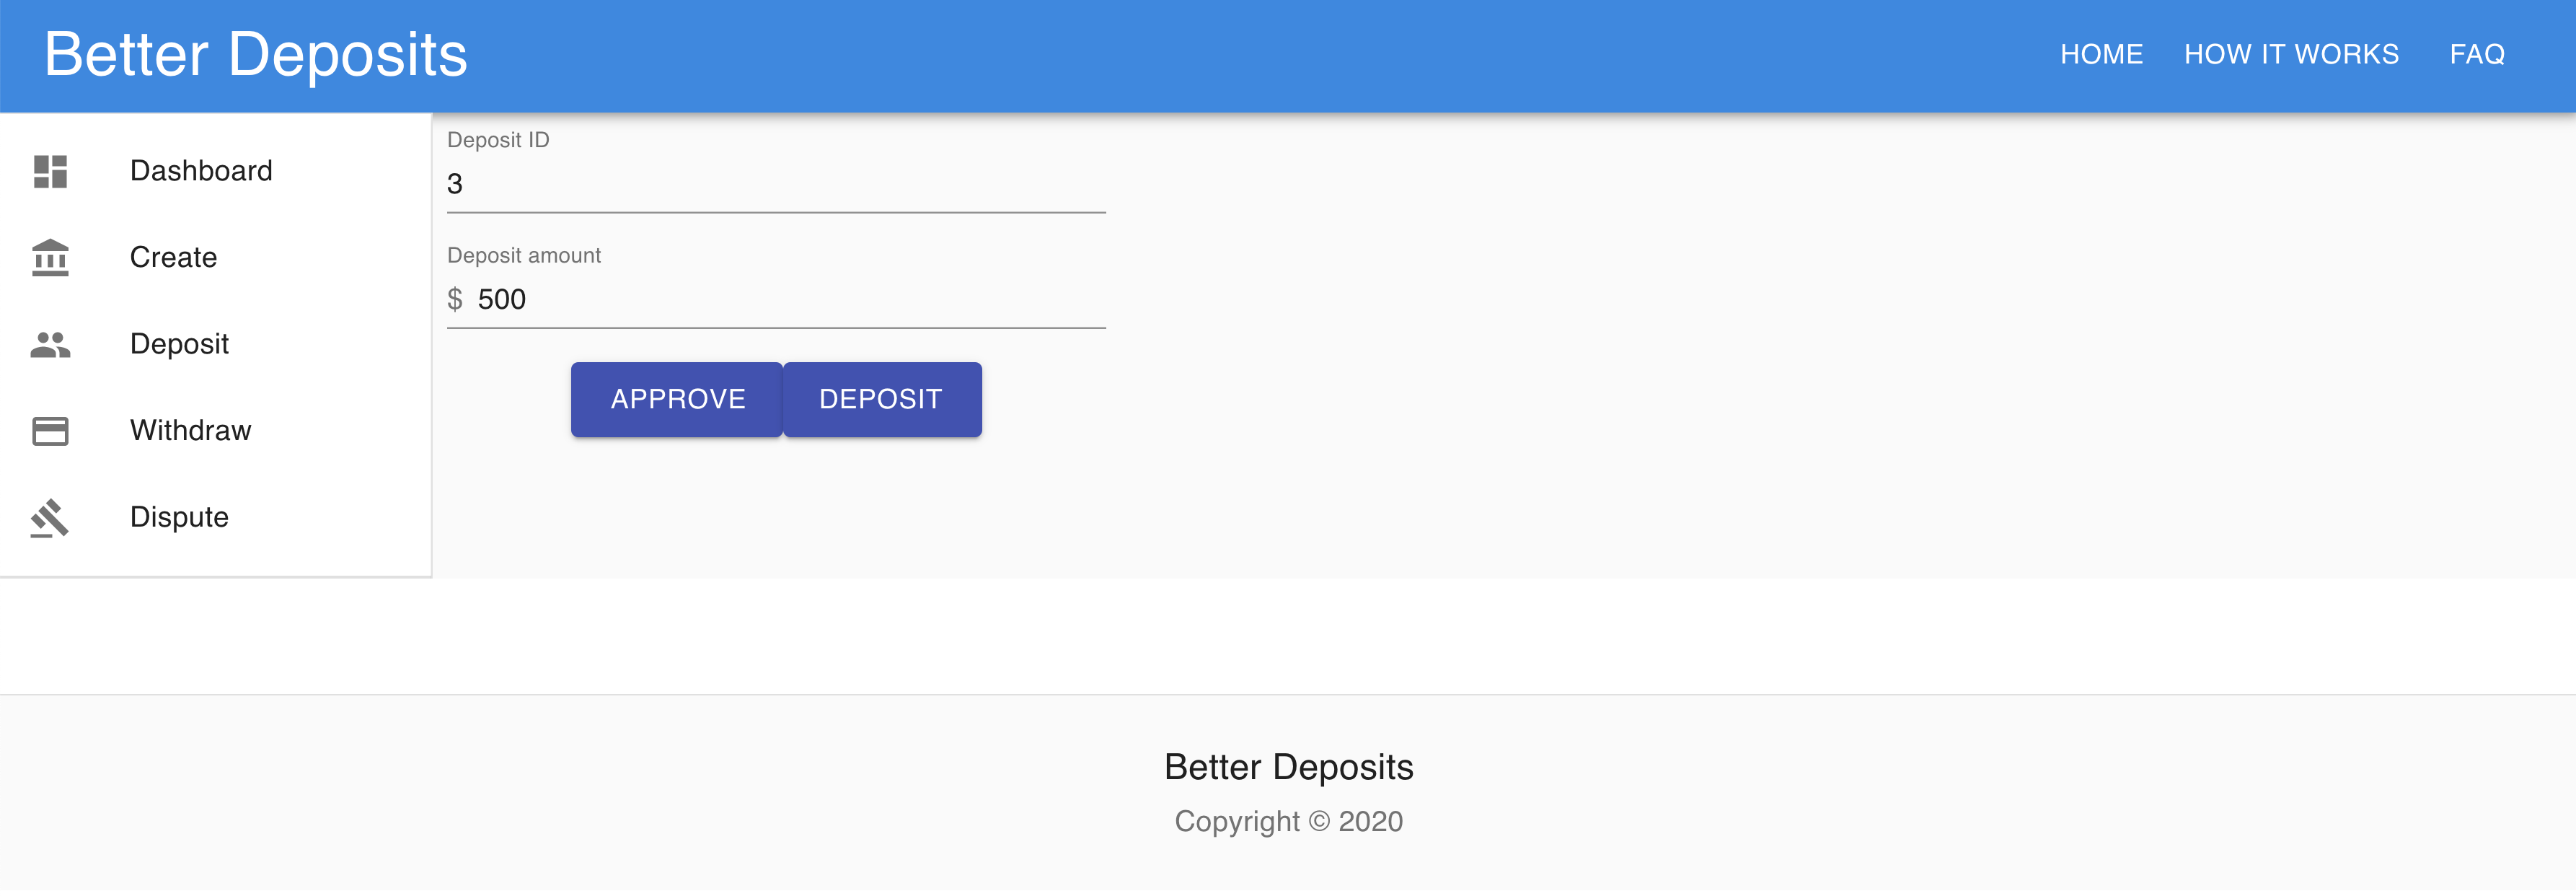 Better Deposits
HOME HOW IT WORKS FAQ
Dashboard
Create
Deposit
Withdraw
Dispute
Deposit ID
3
Deposit amount
$ 500
APPROVE DEPOSIT
Better Deposits
Copyright © 2020